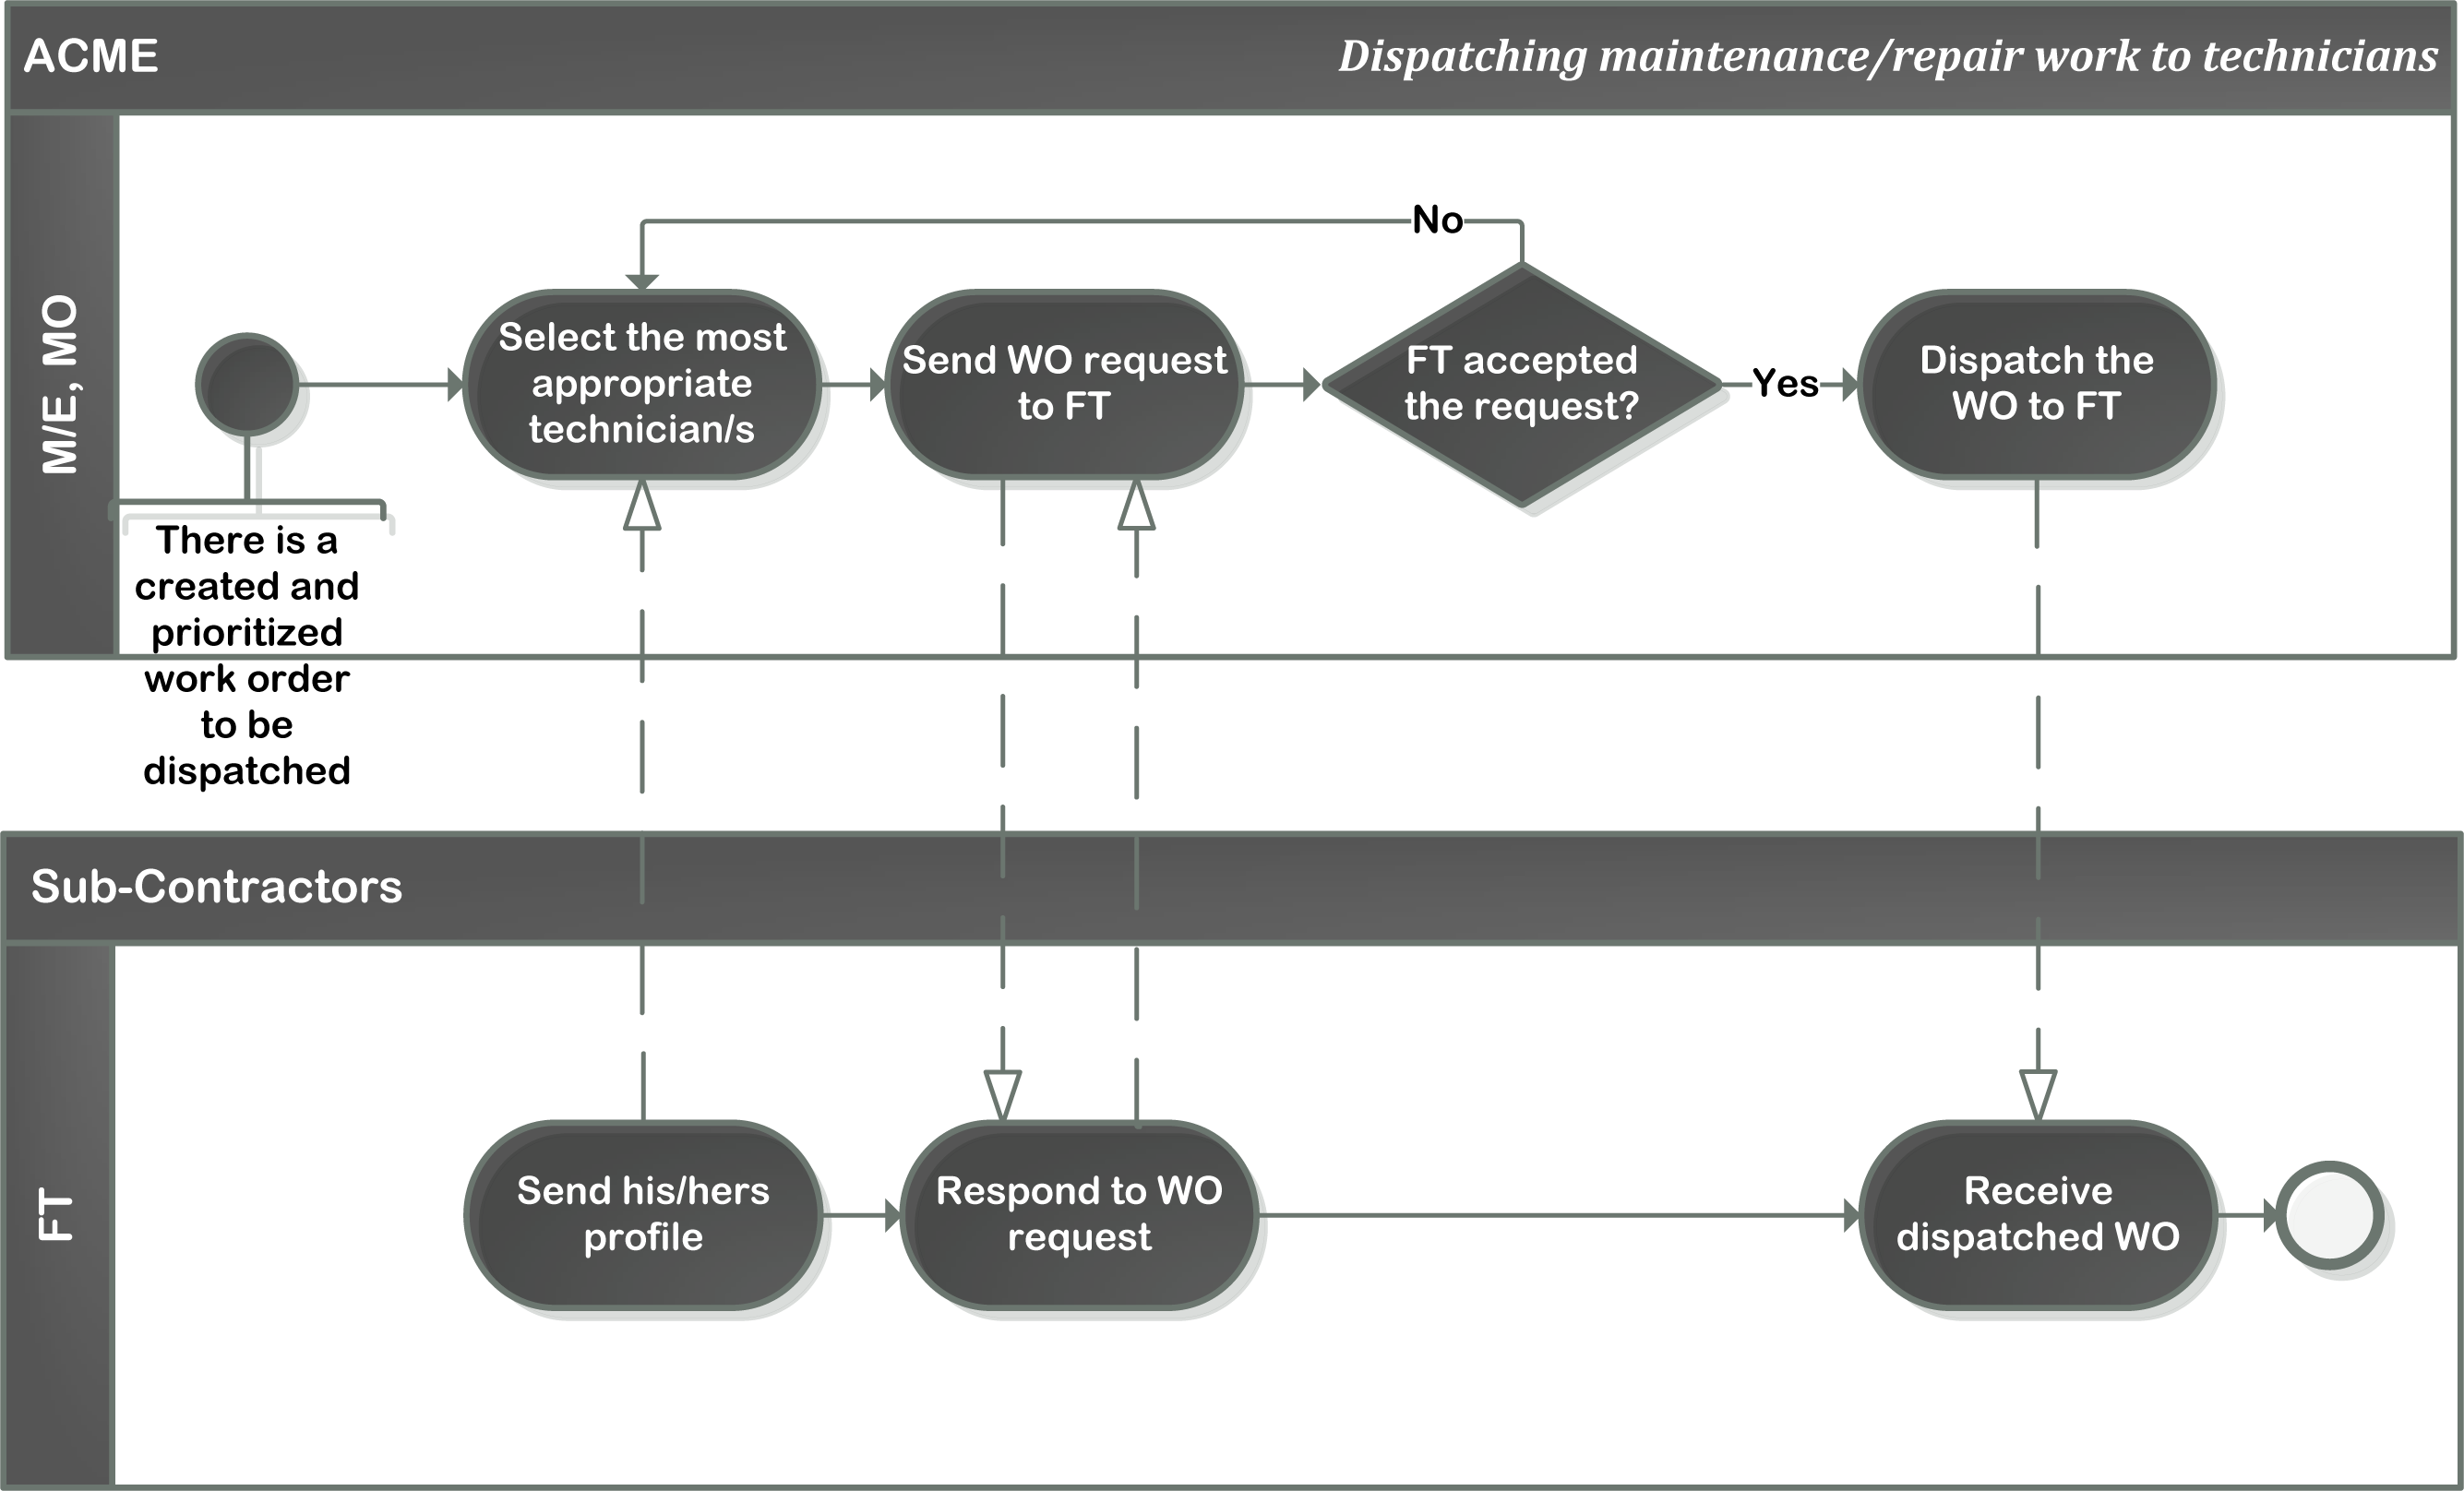 ACME
Dispatching maintenance/repair work to technicians
M/E, MO
No
Select the most
appropriate
technician/s
Send WO request
to FT
FT accepted
the request?
Yes
Dispatch the
WO to FT
There is a
created and
prioritized
work order
to be
dispatched
Sub-Contractors
FT
Send his/hers
profile
Respond to WO
request
Receive
dispatched WO